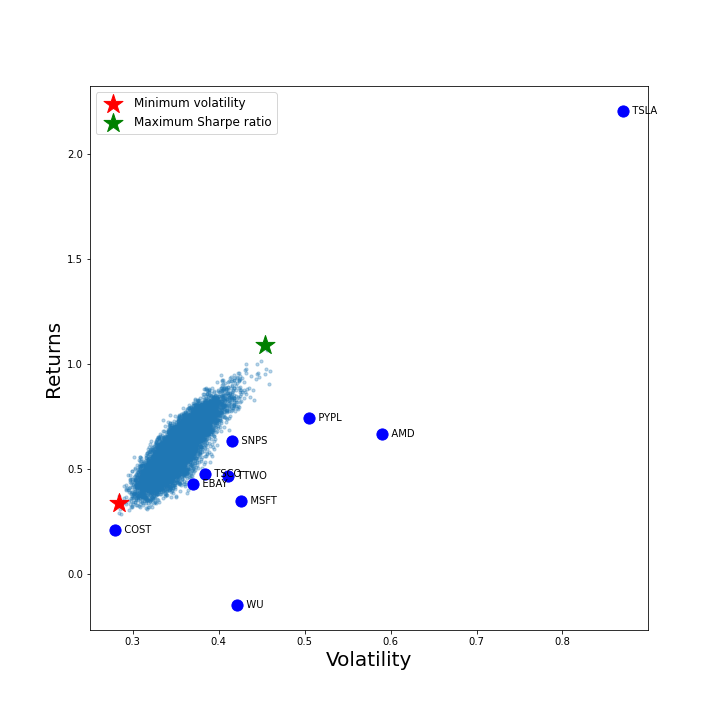 Minimum volatility
Maximum Sharpe ratio
TSLA
2.0
1.5
Returns
1.0
PYPL
AMD
SNPS
0.5
TSCO
TTWO
EBAY
MSFT
COST
0.0
WU
0.3 0.4 0.5 0.6 0.7 0.8
Volatility